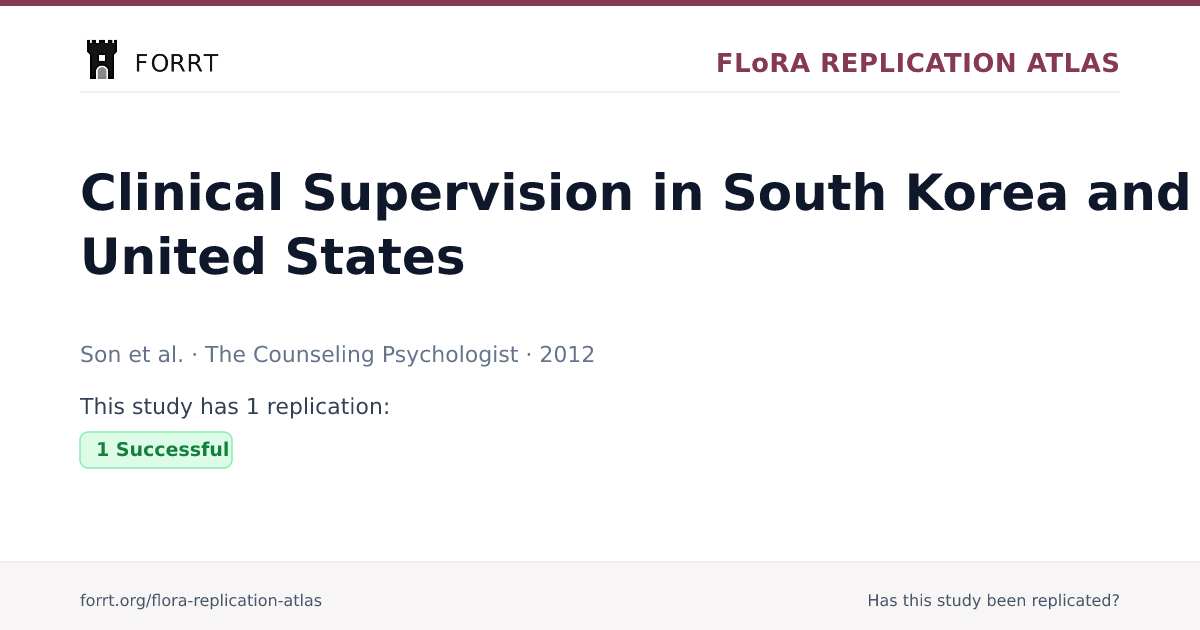 FORRT
FLoRA REPLICATION ATLAS
Clinical Supervision in South Korea and
United States
Son et al. · The Counseling Psychologist · 2012
This study has 1 replication:
1 Successful
forrt.org/flora-replication-atlas
Has this study been replicated?